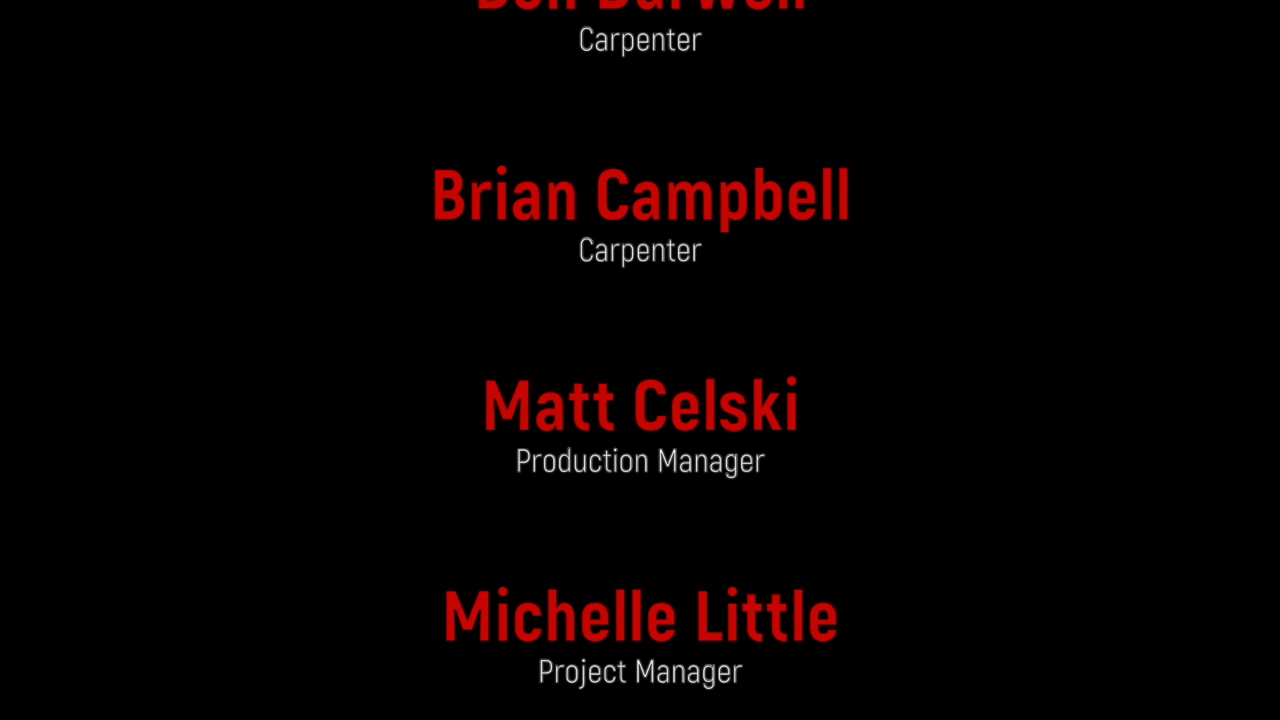 Carpenter
Brian Campbell
Carpenter
Matt Celski
Production Manager
Michelle Little
Project Manager